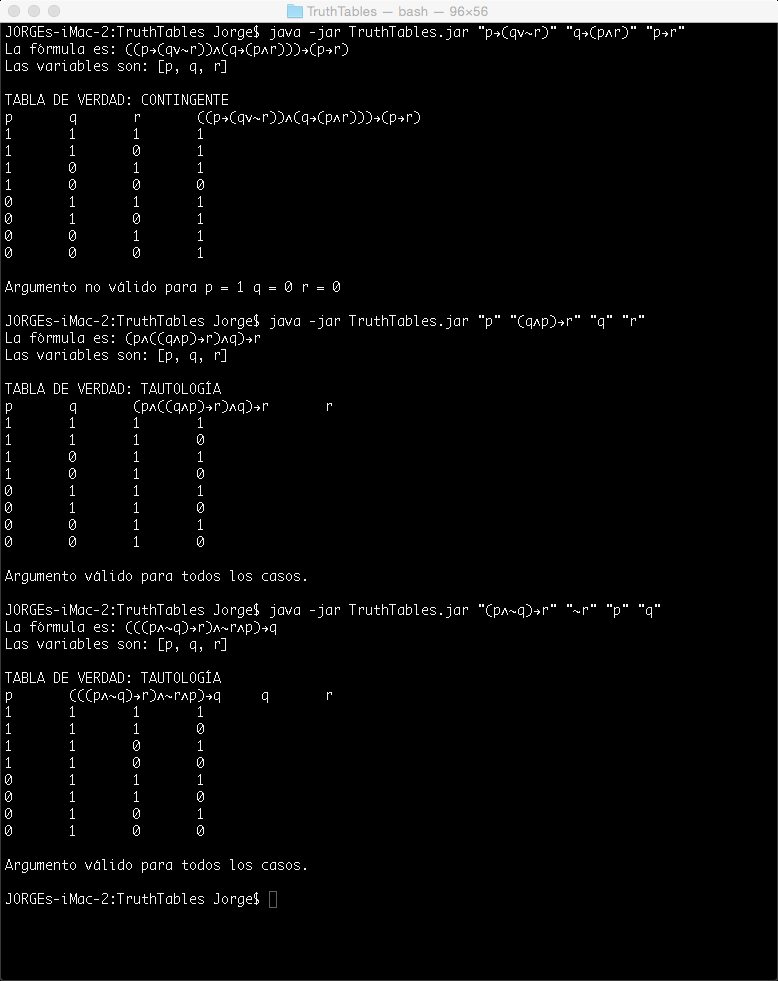 TruthTables — bash — 96×56
JORGEs-iMac-2:TruthTables Jorge$ java -jar TruthTables.jar "p→(q∨~r)" "q→(p∧r)" "p→r"
La fórmula es: ((p→(q∨~r))∧(q→(p∧r)))→(p→r)
Las variables son: [p, q, r]
TABLA DE VERDAD: CONTINGENTE
p q r ((p→(q∨~r))∧(q→(p∧r)))→(p→r)
1 1 1 1
1 1 0 1
1 0 1 1
1 0 0 0
0 1 1 1
0 1 0 1
0 0 1 1
0 0 0 1
Argumento no válido para p = 1 q = 0 r = 0
JORGEs-iMac-2:TruthTables Jorge$ java -jar TruthTables.jar "p" "(q∧p)→r" "q" "r"
La fórmula es: (p∧((q∧p)→r)∧q)→r
Las variables son: [p, q, r]
TABLA DE VERDAD: TAUTOLOGÍA
p q (p∧((q∧p)→r)∧q)→r r
1 1 1 1
1 1 1 0
1 0 1 1
1 0 1 0
0 1 1 1
0 1 1 0
0 0 1 1
0 0 1 0
Argumento válido para todos los casos.
JORGEs-iMac-2:TruthTables Jorge$ java -jar TruthTables.jar "(p∧~q)→r" "~r" "p" "q"
La fórmula es: (((p∧~q)→r)∧~r∧p)→q
Las variables son: [p, q, r]
TABLA DE VERDAD: TAUTOLOGÍA
p (((p∧~q)→r)∧~r∧p)→q q r
1 1 1 1
1 1 1 0
1 1 0 1
1 1 0 0
0 1 1 1
0 1 1 0
0 1 0 1
0 1 0 0
Argumento válido para todos los casos.
JORGEs-iMac-2:TruthTables Jorge$